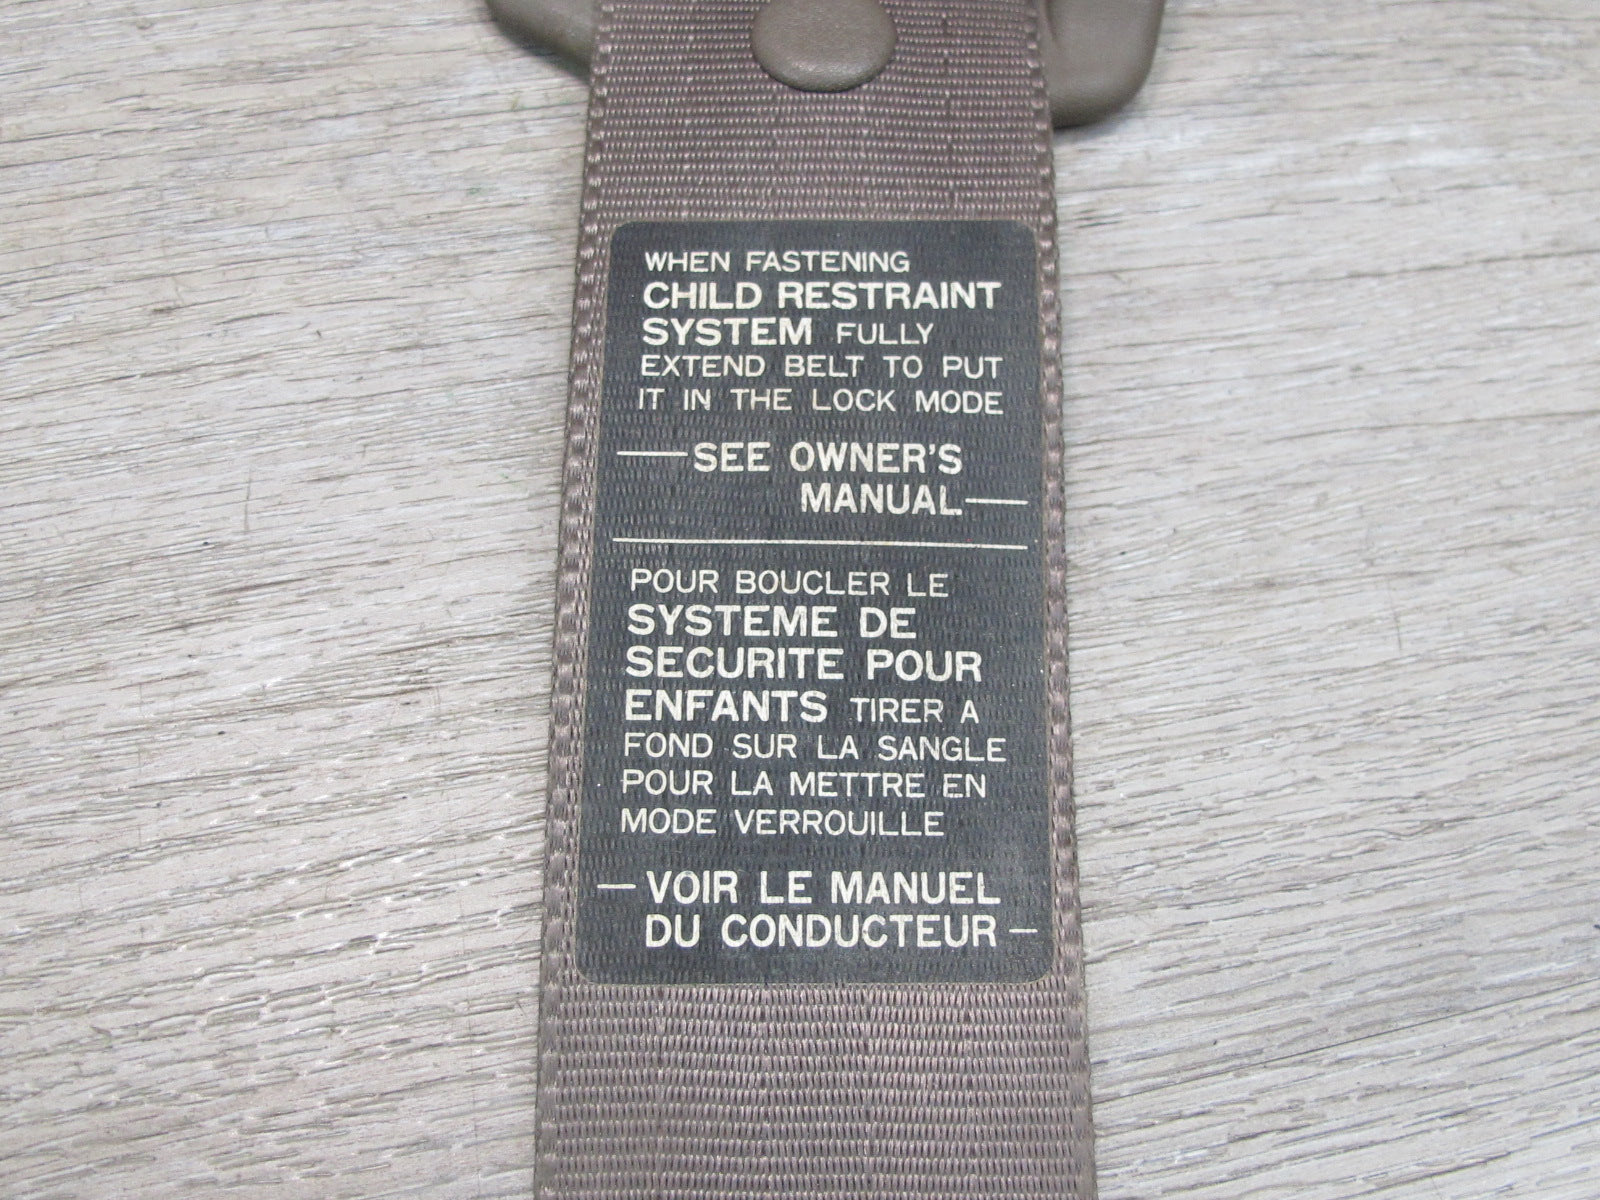 WHEN FASTENING
CHILD RESTRAINT
SYSTEM FULLY
EXTEND BELT TO PUT
IT IN THE LOCK MODE
—SEE OWNER'S
MANUAL—
POUR BOUCLER LE
SYSTEME DE
SECURITE POUR
ENFANTS TIRER A
FOND SUR LA SANGLE
POUR LA METTRE EN
MODE VERROUILLE
—VOIR LE MANUEL
DU CONDUCTEUR—